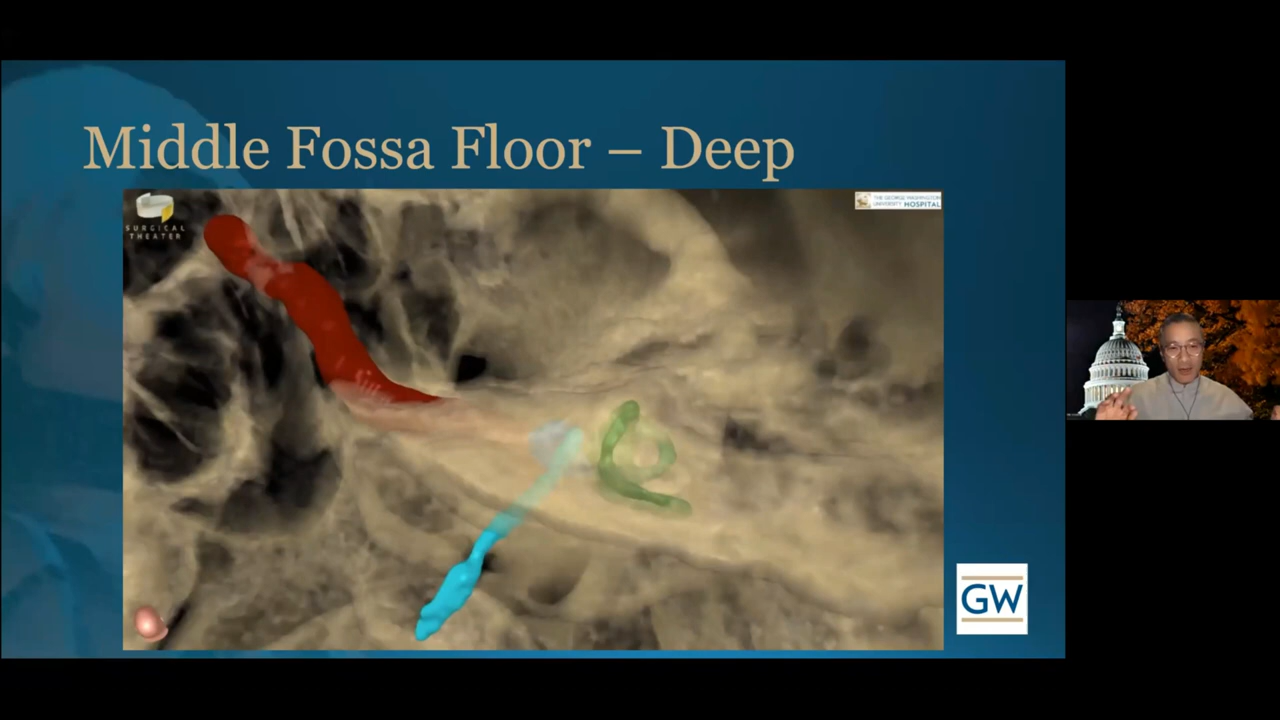 Middle Fossa Floor – Deep
SURGICAL
THEATER
THE GEORGE WASHINGTON
UNIVERSITY HOSPITAL
GW